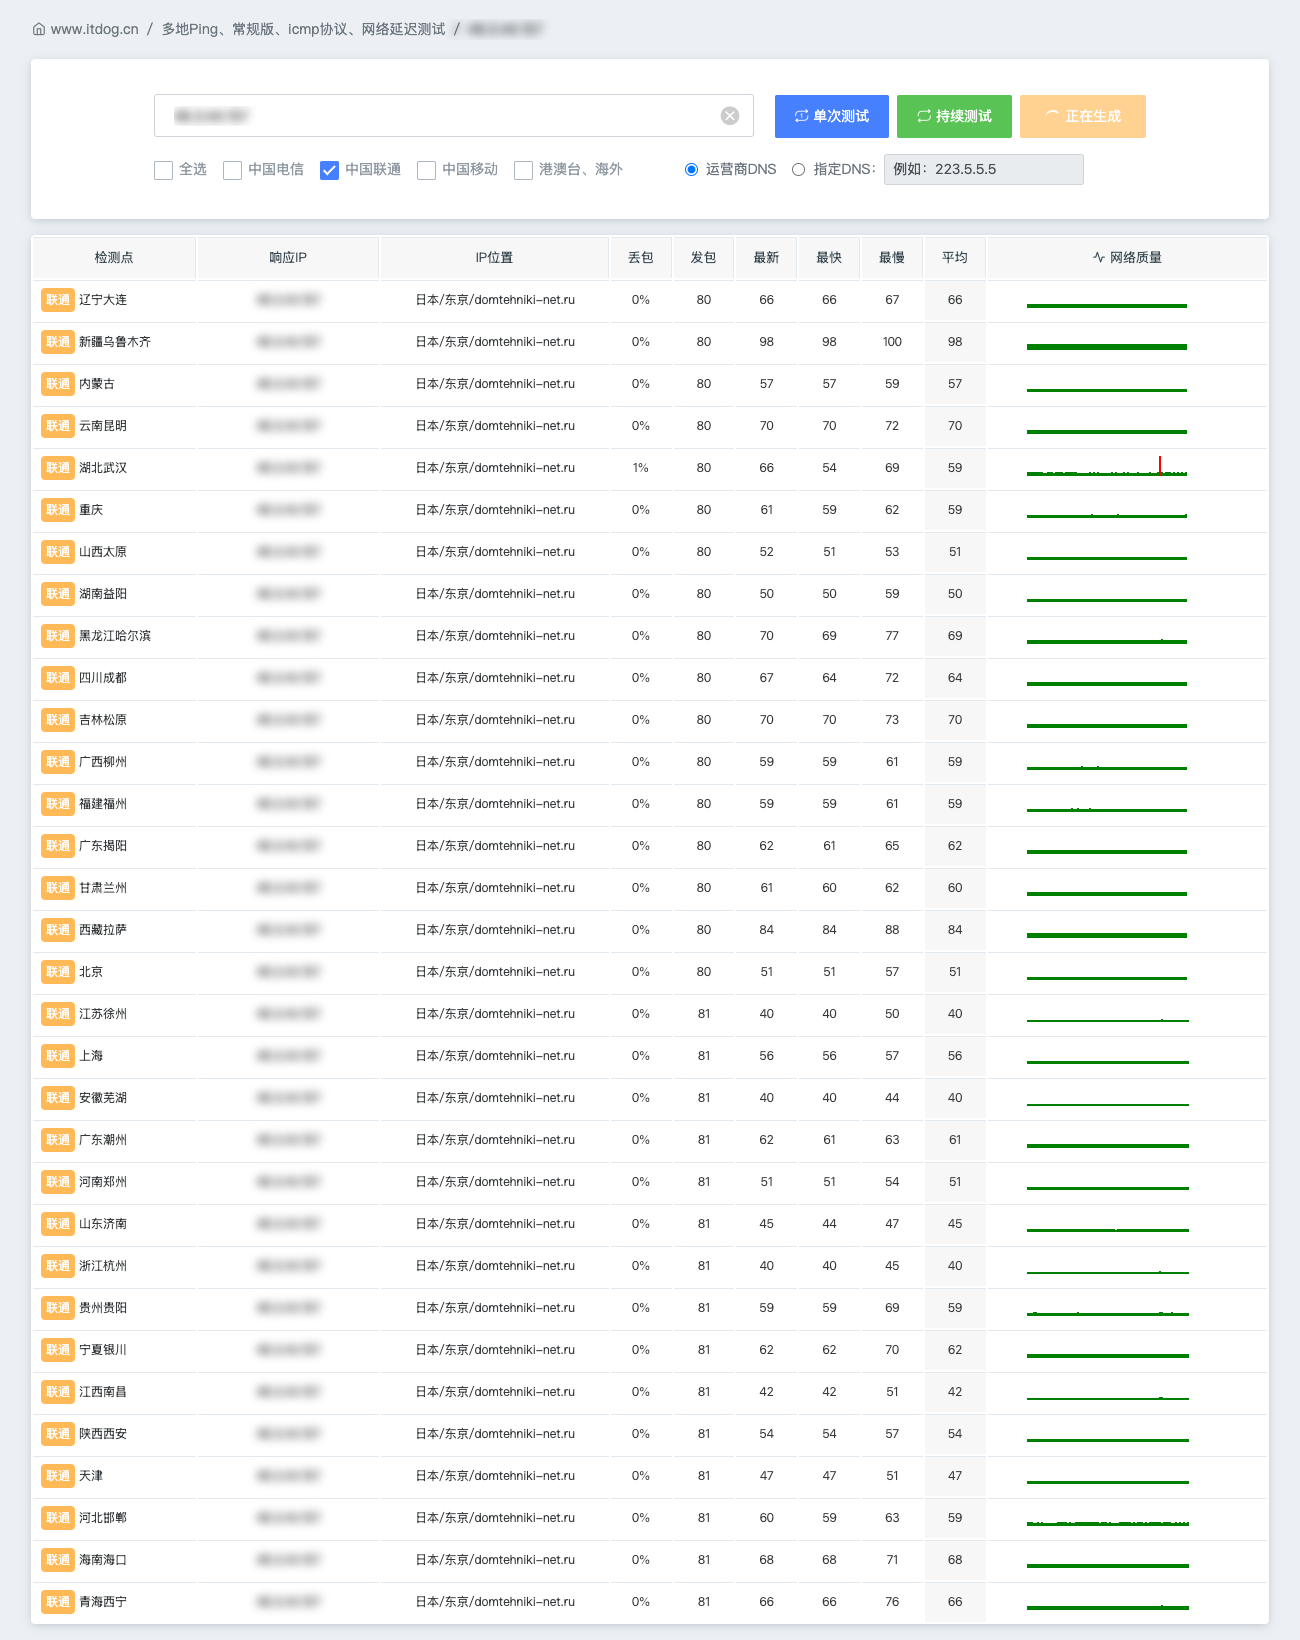 www.itdog.cn / 多地Ping、常规版、icmp协议、网络延迟测试 /
单次测试 持续测试 正在生成
全选 中国电信 中国联通 中国移动 港澳台、海外 运营商DNS 指定DNS： 例如：223.5.5.5
检测点 响应IP IP位置 丢包 发包 最新 最快 最慢 平均 网络质量
联通 辽宁大连 日本/东京/domtehniki-net.ru 0% 80 66 66 67 66
联通 新疆乌鲁木齐 日本/东京/domtehniki-net.ru 0% 80 98 98 100 98
联通 内蒙古 日本/东京/domtehniki-net.ru 0% 80 57 57 59 57
联通 云南昆明 日本/东京/domtehniki-net.ru 0% 80 70 70 72 70
联通 湖北武汉 日本/东京/domtehniki-net.ru 1% 80 66 54 69 59
联通 重庆 日本/东京/domtehniki-net.ru 0% 80 61 59 62 59
联通 山西太原 日本/东京/domtehniki-net.ru 0% 80 52 51 53 51
联通 湖南益阳 日本/东京/domtehniki-net.ru 0% 80 50 50 59 50
联通 黑龙江哈尔滨 日本/东京/domtehniki-net.ru 0% 80 70 69 77 69
联通 四川成都 日本/东京/domtehniki-net.ru 0% 80 67 64 72 64
联通 吉林松原 日本/东京/domtehniki-net.ru 0% 80 70 70 73 70
联通 广西柳州 日本/东京/domtehniki-net.ru 0% 80 59 59 61 59
联通 福建福州 日本/东京/domtehniki-net.ru 0% 80 59 59 61 59
联通 广东揭阳 日本/东京/domtehniki-net.ru 0% 80 62 61 65 62
联通 甘肃兰州 日本/东京/domtehniki-net.ru 0% 80 61 60 62 60
联通 西藏拉萨 日本/东京/domtehniki-net.ru 0% 80 84 84 88 84
联通 北京 日本/东京/domtehniki-net.ru 0% 80 51 51 57 51
联通 江苏徐州 日本/东京/domtehniki-net.ru 0% 81 40 40 50 40
联通 上海 日本/东京/domtehniki-net.ru 0% 81 56 56 57 56
联通 安徽芜湖 日本/东京/domtehniki-net.ru 0% 81 40 40 44 40
联通 广东潮州 日本/东京/domtehniki-net.ru 0% 81 62 61 63 61
联通 河南郑州 日本/东京/domtehniki-net.ru 0% 81 51 51 54 51
联通 山东济南 日本/东京/domtehniki-net.ru 0% 81 45 44 47 45
联通 浙江杭州 日本/东京/domtehniki-net.ru 0% 81 40 40 45 40
联通 贵州贵阳 日本/东京/domtehniki-net.ru 0% 81 59 59 69 59
联通 宁夏银川 日本/东京/domtehniki-net.ru 0% 81 62 62 70 62
联通 江西南昌 日本/东京/domtehniki-net.ru 0% 81 42 42 51 42
联通 陕西西安 日本/东京/domtehniki-net.ru 0% 81 54 54 57 54
联通 天津 日本/东京/domtehniki-net.ru 0% 81 47 47 51 47
联通 河北邯郸 日本/东京/domtehniki-net.ru 0% 81 60 59 63 59
联通 海南海口 日本/东京/domtehniki-net.ru 0% 81 68 68 71 68
联通 青海西宁 日本/东京/domtehniki-net.ru 0% 81 66 66 76 66